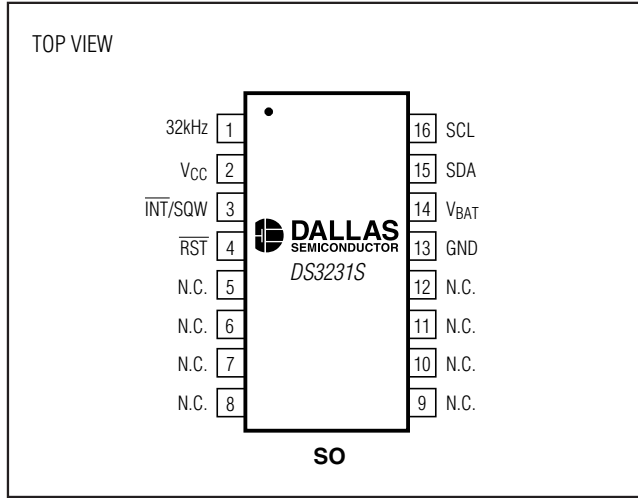 TOP VIEW
32kHz 1 16 SCL
VCC 2 15 SDA
INT/SQW 3 14 VBAT
RST 4 13 GND
N.C. 5 12 N.C.
N.C. 6 11 N.C.
N.C. 7 10 N.C.
N.C. 8 9 N.C.
DALLAS
SEMICONDUCTOR
DS3231S
SO